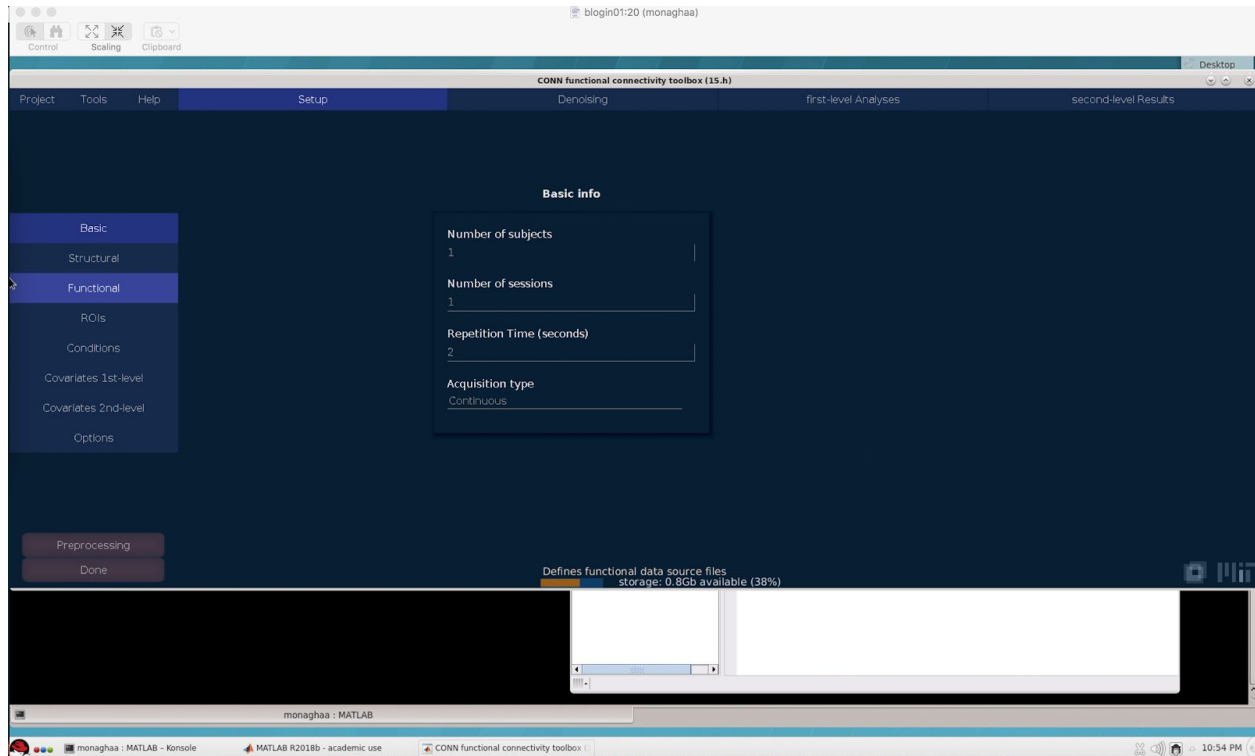 blogin01:20 (monaghaa)
Control Scaling Clipboard
Desktop
CONN functional connectivity toolbox (15.h)
Project Tools Help Setup Denoising first-level Analyses second-level Results
Basic info
Basic
Structural
Functional
ROIs
Conditions
Covariates 1st-level
Covariates 2nd-level
Options
Number of subjects
1
Number of sessions
1
Repetition Time (seconds)
2
Acquisition type
Continuous
Preprocessing
Done
Defines functional data source files
storage: 0.8Gb available (38%)
monaghaa : MATLAB
monaghaa : MATLAB - Konsole MATLAB R2018b - academic use CONN functional connectivity toolbox ( 10:54 PM